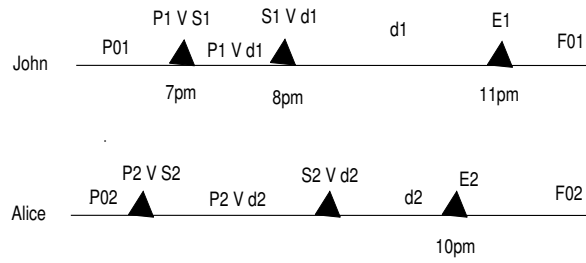 P1 V S1 S1 V d1 E1
P01 P1 V d1 d1 F01
John
7pm 8pm 11pm
P2 V S2 S2 V d2 E2
P02 P2 V d2 d2 F02
Alice
10pm